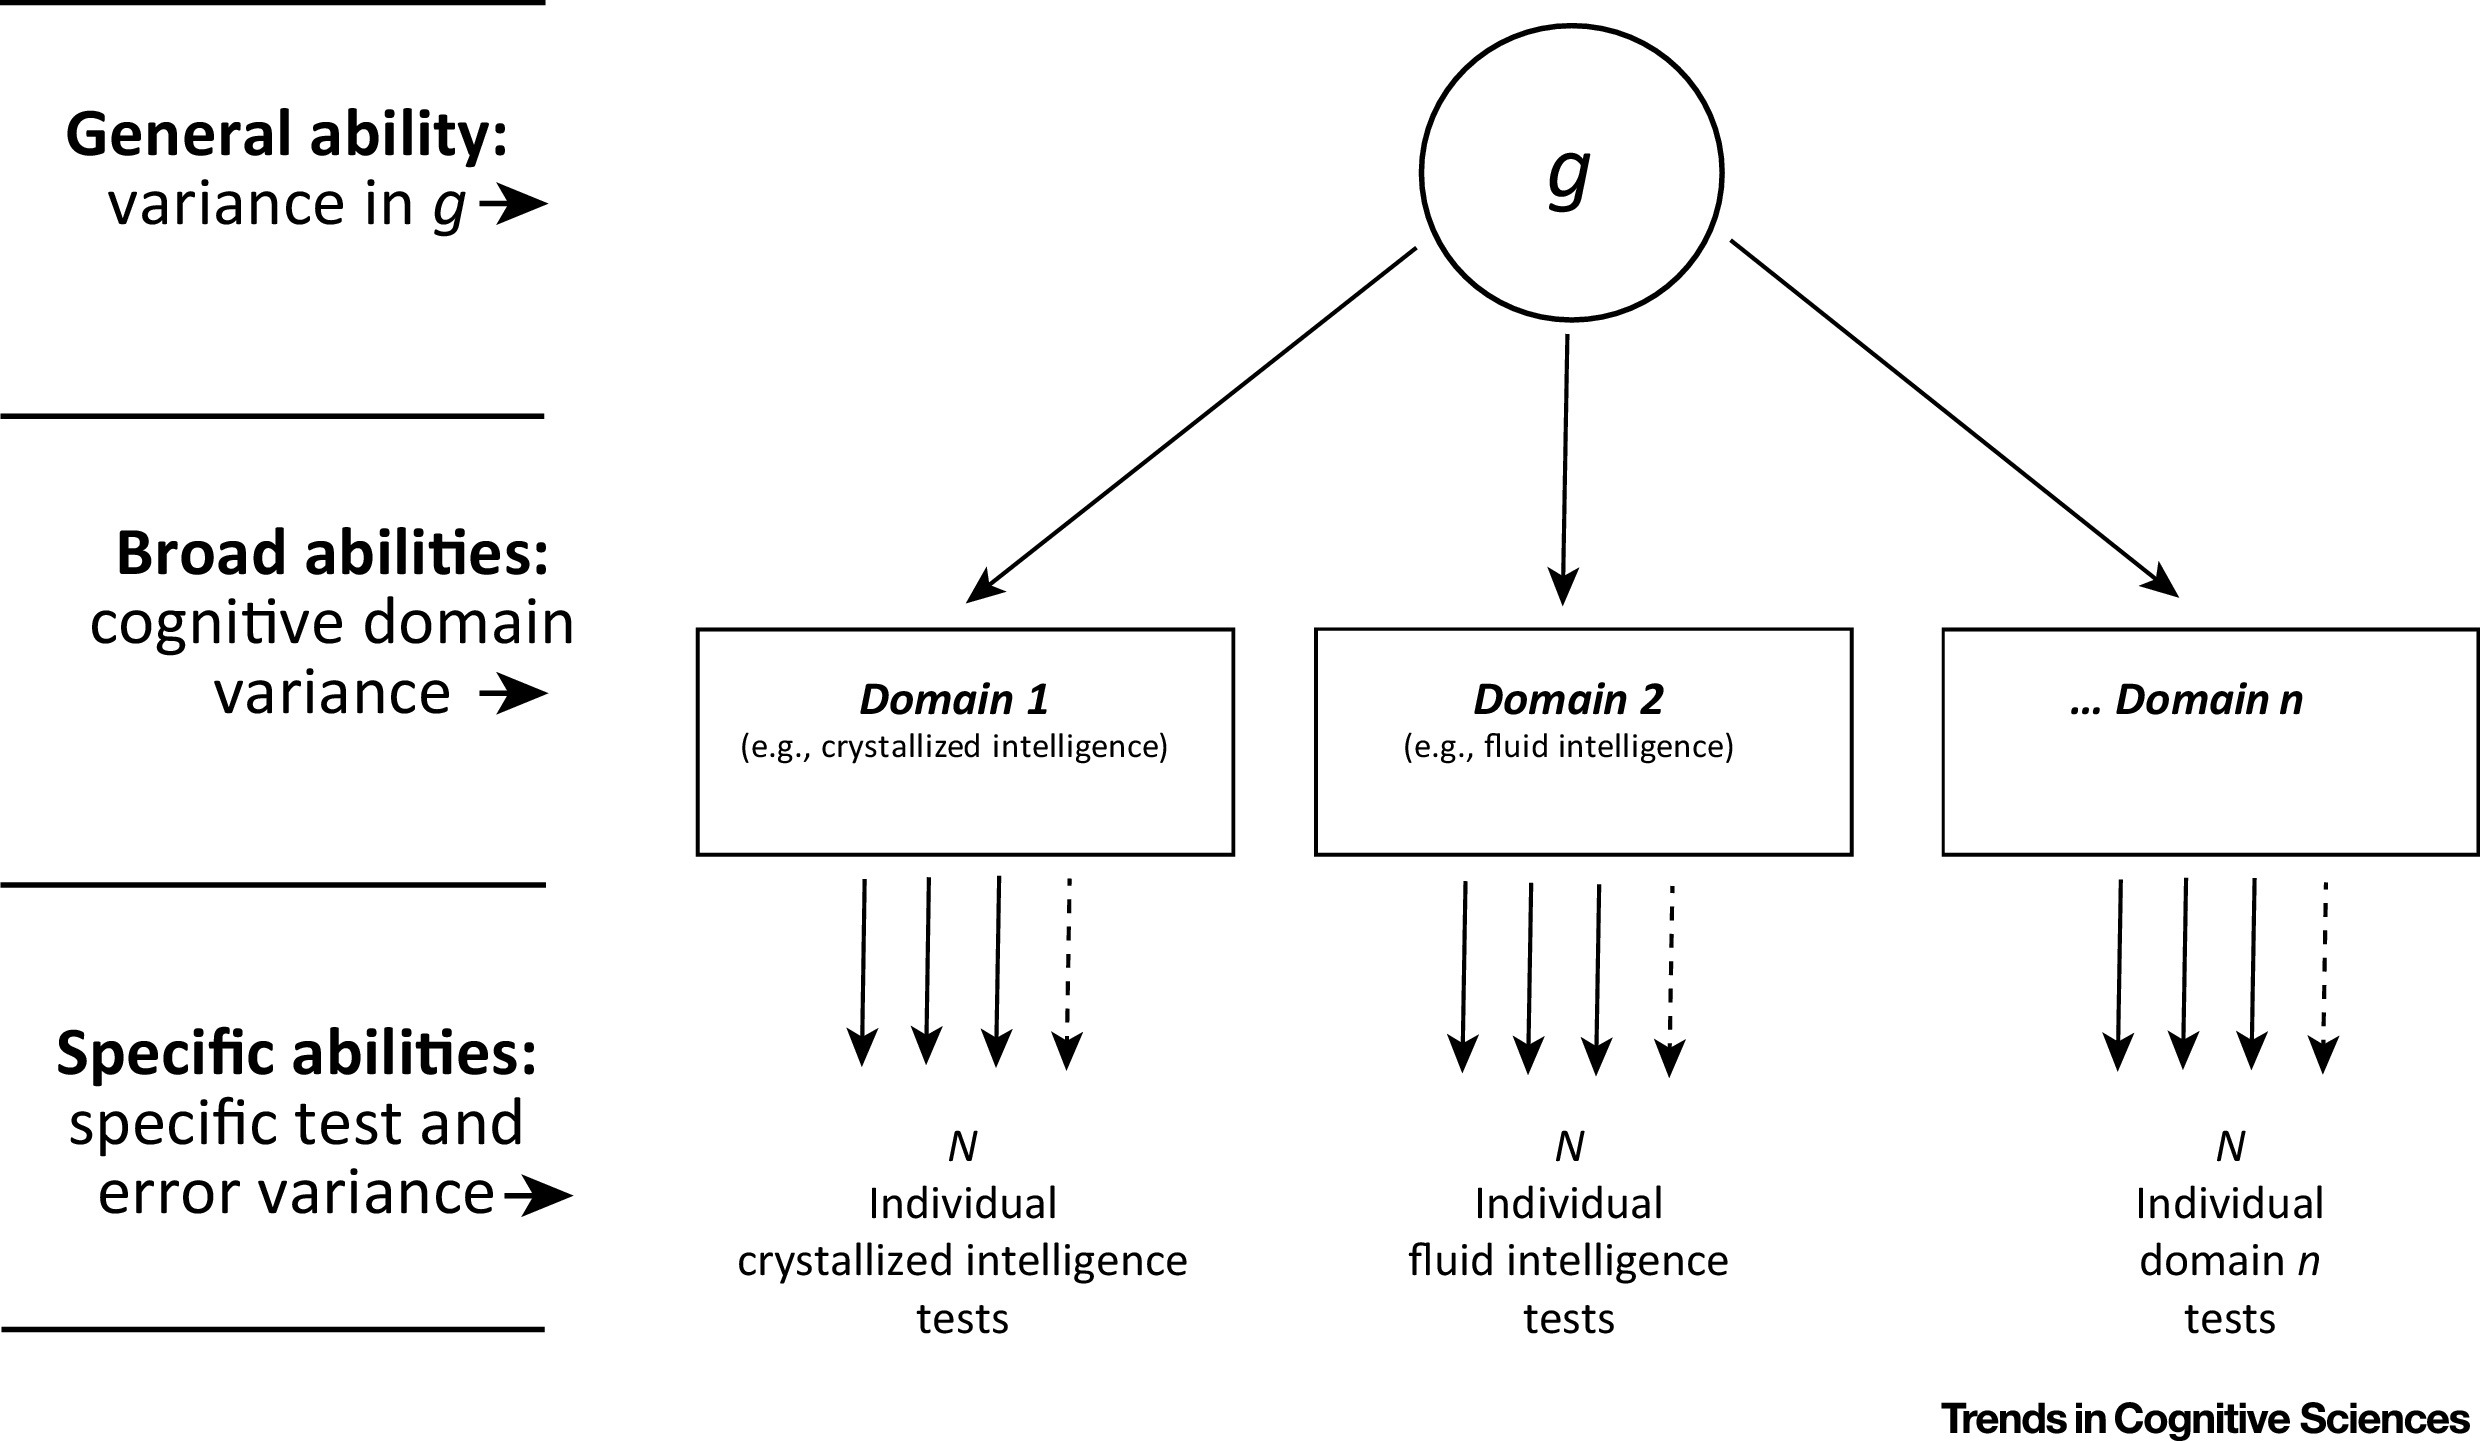 General ability:
variance in g
g
Broad abilities:
cognitive domain
variance
Domain 1
(e.g., crystallized intelligence)
Domain 2
(e.g., fluid intelligence)
... Domain n
Specific abilities:
specific test and
error variance
N
Individual
crystallized intelligence
tests
N
Individual
fluid intelligence
tests
N
Individual
domain n
tests
Trends in Cognitive Sciences